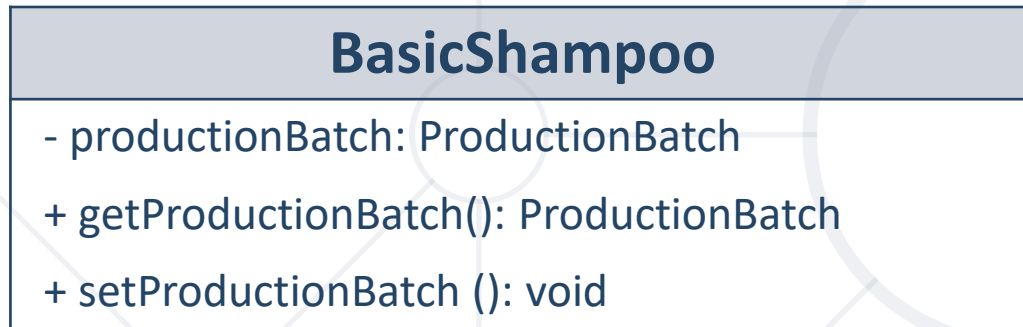 BasicShampoo
- productionBatch: ProductionBatch
+ getProductionBatch(): ProductionBatch
+ setProductionBatch (): void